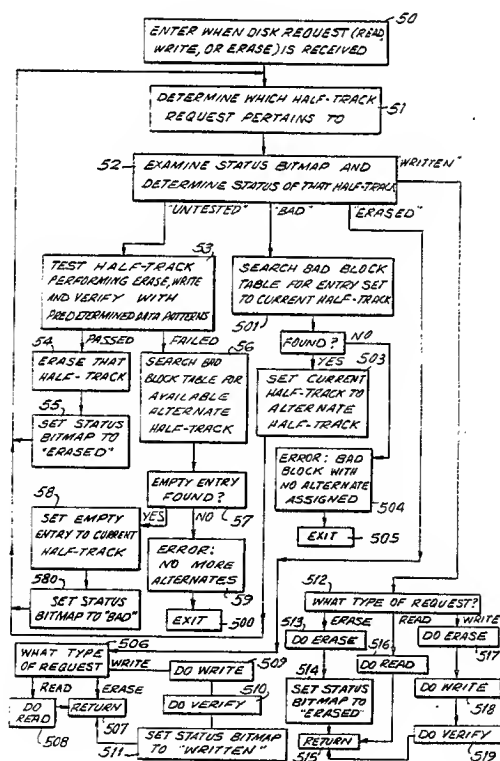 50
ENTER WHEN DISK REQUEST (READ,
WRITE, OR ERASE) IS RECEIVED
DETERMINE WHICH HALF-TRACK
REQUEST PERTAINS TO
51
52
EXAMINE STATUS BITMAP AND
DETERMINE STATUS OF THAT HALF-TRACK
"WRITTEN"
"UNTESTED"
"BAD"
"ERASED"
53
TEST HALF-TRACK
PERFORMING ERASE, WRITE
AND VERIFY WITH
PREDETERMINED DATA PATTERNS
PASSED
FAILED
54
ERASE THAT
HALF-TRACK
55
SET STATUS
BITMAP TO
"ERASED"
56
SEARCH BAD
BLOCK TABLE FOR
AVAILABLE
ALTERNATE
HALF-TRACK
EMPTY ENTRY
FOUND?
57
YES
NO
58
SET EMPTY
ENTRY TO CURRENT
HALF-TRACK
580
SET STATUS
BITMAP TO "BAD"
ERROR:
NO MORE
ALTERNATES
59
EXIT
500
SEARCH BAD BLOCK
TABLE FOR ENTRY SET
TO CURRENT HALF-TRACK
501
FOUND?
NO
YES
503
SET CURRENT
HALF-TRACK TO
ALTERNATE
HALF-TRACK
ERROR: BAD
BLOCK WITH
NO ALTERNATE
ASSIGNED
504
EXIT
505
506
WHAT TYPE
OF REQUEST
WRITE
READ
ERASE
DO
READ
508
RETURN
507
509
DO WRITE
510
DO VERIFY
SET STATUS BITMAP
TO "WRITTEN"
511
512
WHAT TYPE OF REQUEST?
ERASE
READ
WRITE
513
DO ERASE
514
SET STATUS
BITMAP TO
"ERASED"
516
DO READ
DO ERASE
517
DO WRITE
518
DO VERIFY
519
RETURN
515